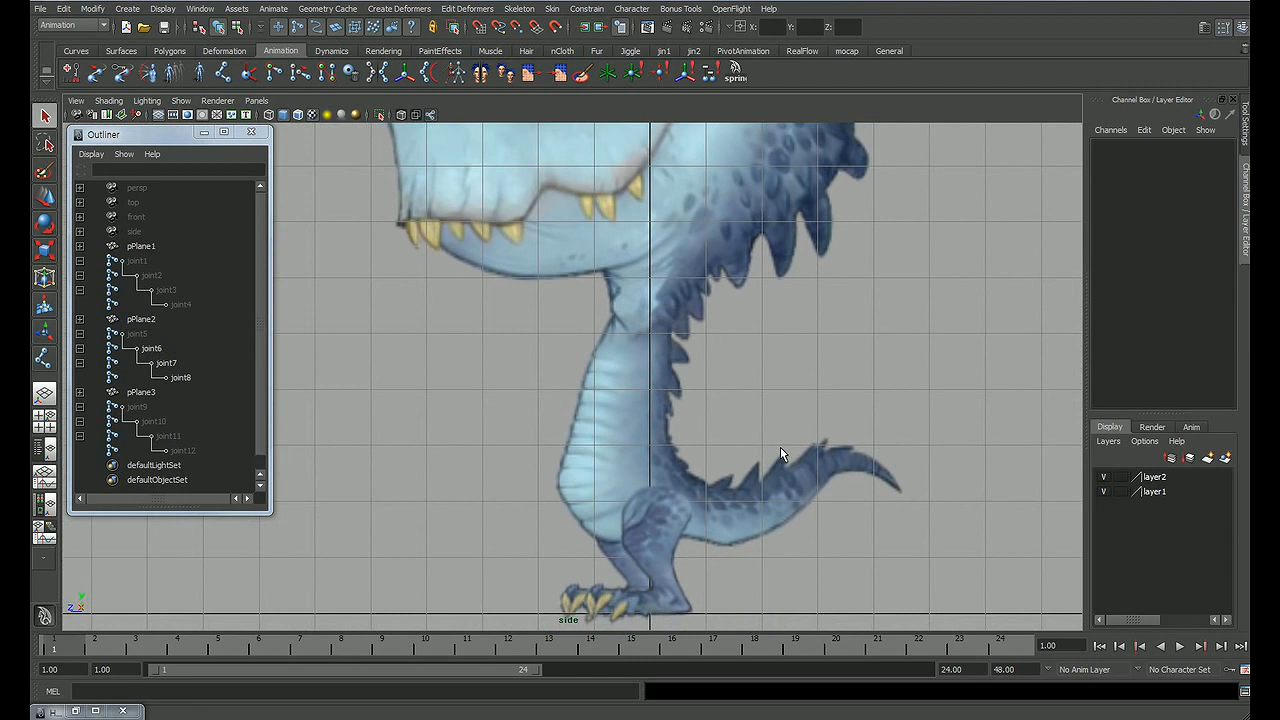 File Edit Modify Create Display Window Assets Animate Geometry Cache Create Deformers Edit Deformers Skeleton Skin Constrain Character Bonus Tools OpenFlight Help
Animation X: Y: Z:
Curves Surfaces Polygons Deformation Animation Dynamics Rendering PaintEffects Muscle Hair nCloth Fur Jiggle jin1 jin2 PivotAnimation RealFlow mocap General
View Shading Lighting Show Renderer Panels
Channel Box / Layer Editor
Channels Edit Object Show
Tool Settings
Channel Box / Layer Editor
Outliner
Display Show Help
persp
top
front
side
pPlane1
joint1
joint2
joint3
joint4
pPlane2
joint5
joint6
joint7
joint8
pPlane3
joint9
joint10
joint11
joint12
defaultLightSet
defaultObjectSet
Display Render Anim
Layers Options Help
V layer2
V layer1
side
1 2 3 4 5 6 7 8 9 10 11 12 13 14 15 16 17 18 19 20 21 22 23 24
1 1.00
1.00 1.00 1 24 24.00 48.00 No Anim Layer No Character Set
MEL